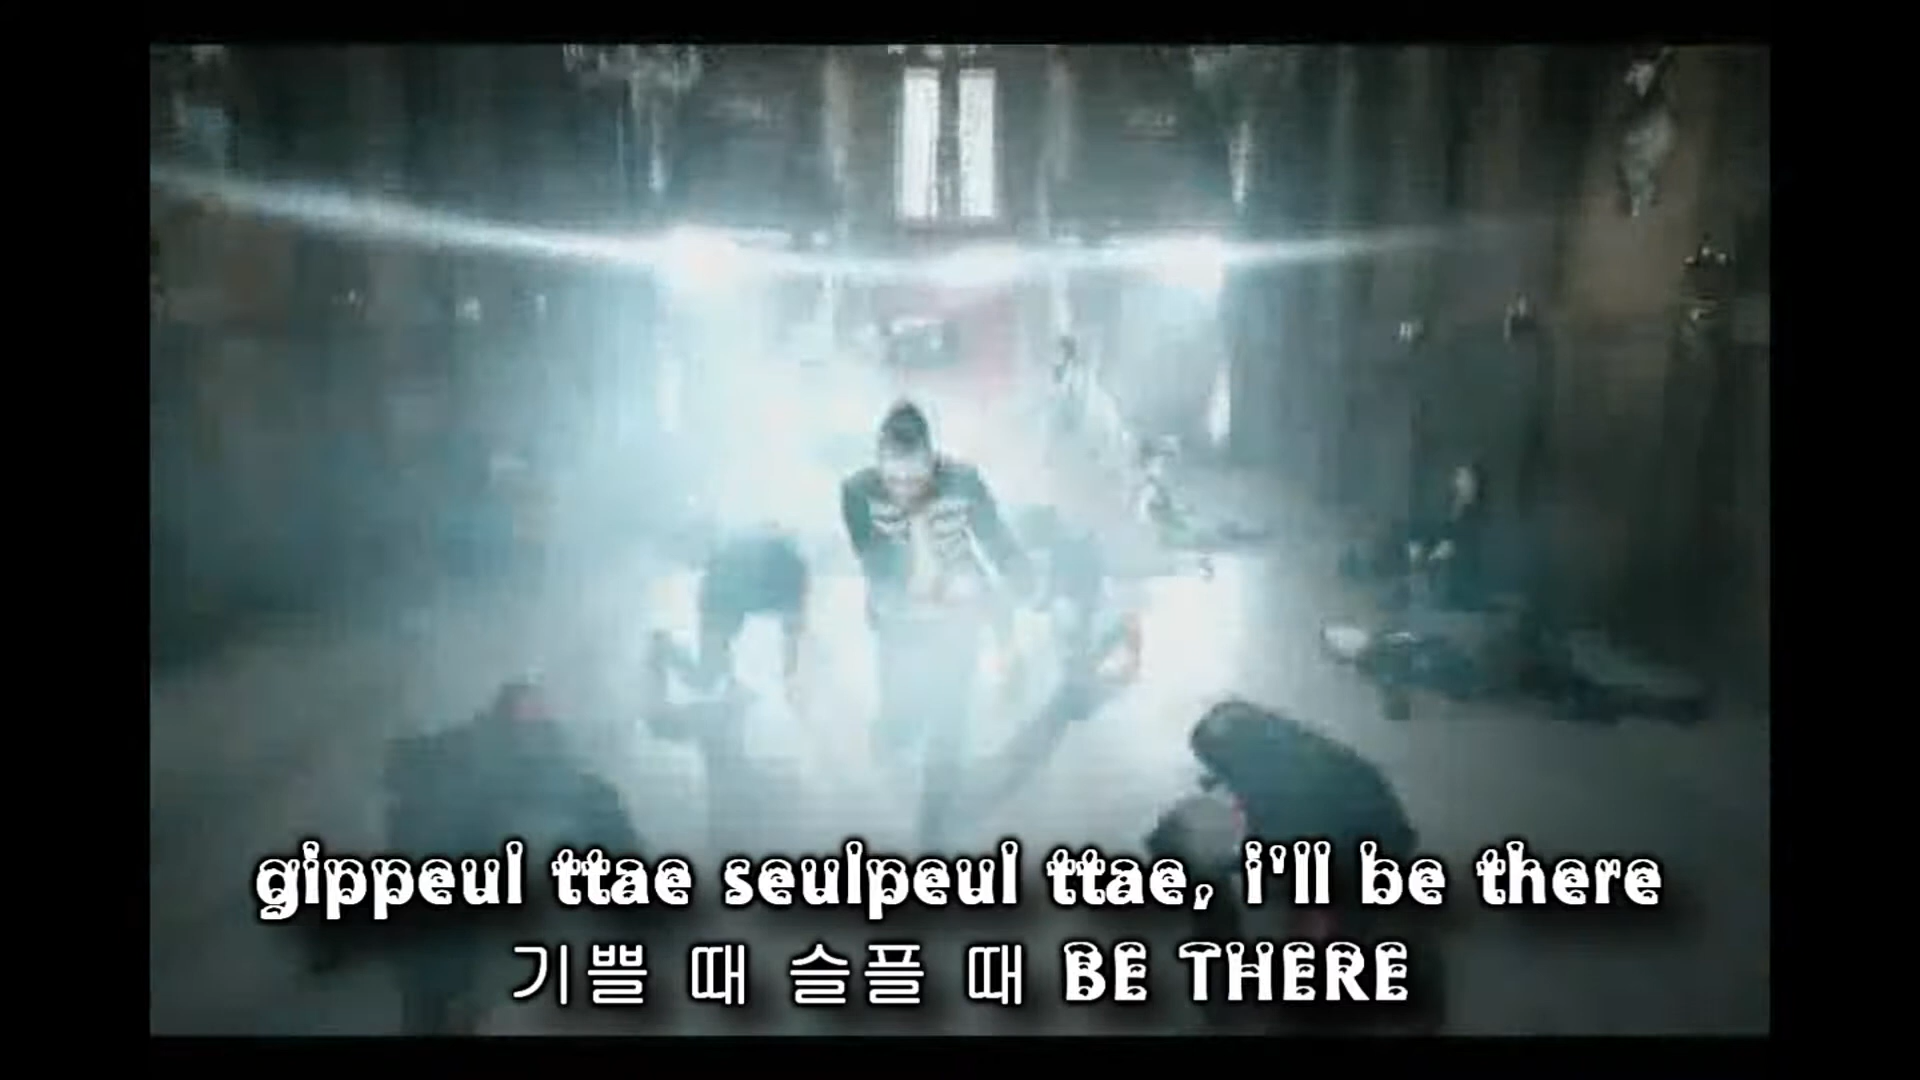 gippeul ttae seulpeul ttae, i'll be there
기쁠 때 슬플 때 BE THERE